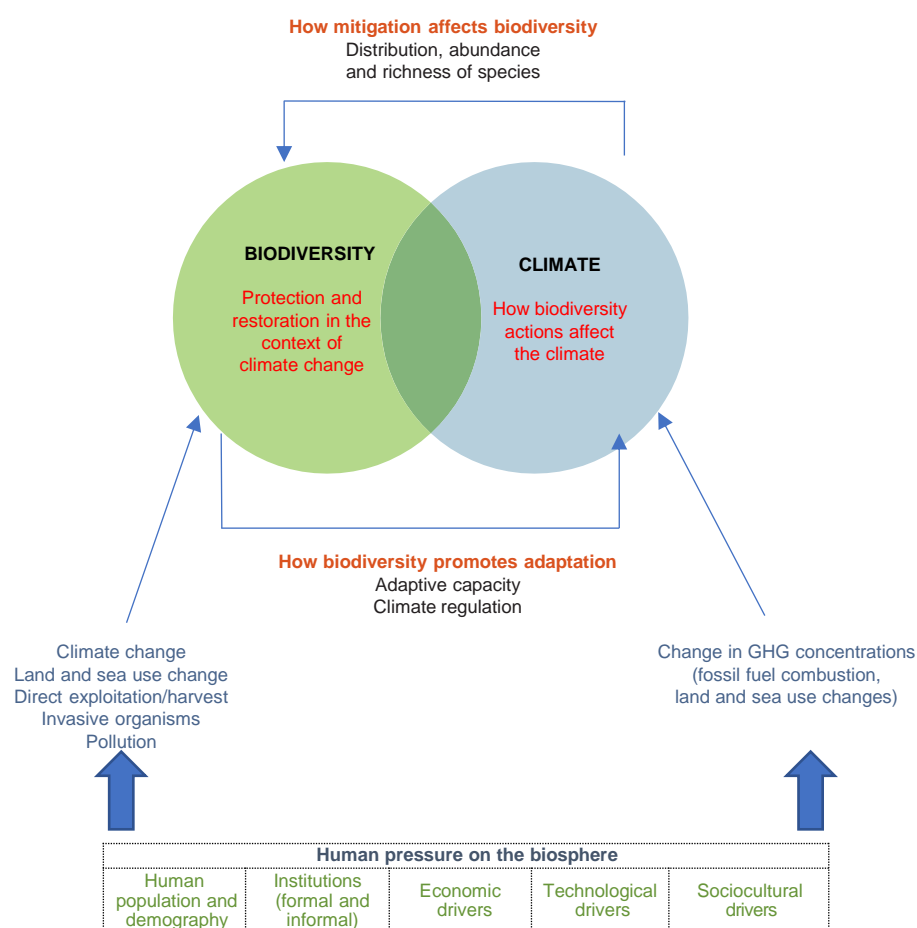 How mitigation affects biodiversity
Distribution, abundance
and richness of species
BIODIVERSITY
Protection and
restoration in the
context of
climate change
CLIMATE
How biodiversity
actions affect
the climate
How biodiversity promotes adaptation
Adaptive capacity
Climate regulation
Climate change
Land and sea use change
Direct exploitation/harvest
Invasive organisms
Pollution
Change in GHG concentrations
(fossil fuel combustion,
land and sea use changes)
Human pressure on the biosphere
Human
population and
demography
Institutions
(formal and
informal)
Economic
drivers
Technological
drivers
Sociocultural
drivers